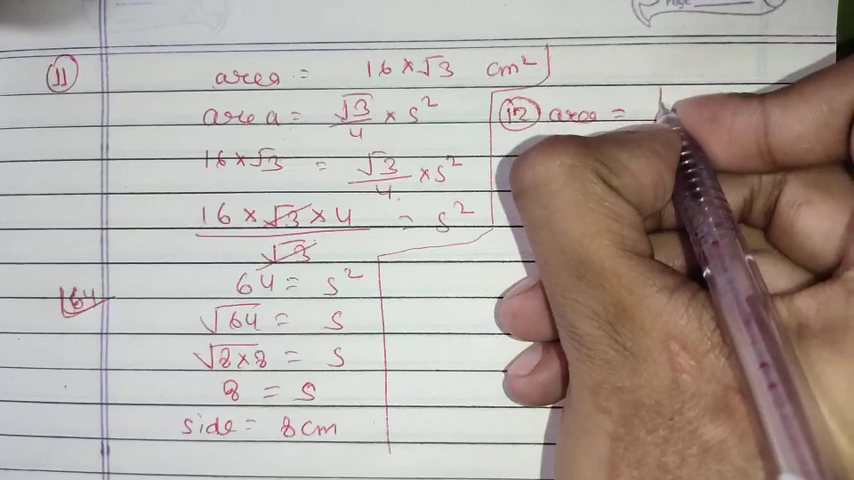 11 area = 16×√3 cm²
area = √3/4 × s²
16×√3 = √3/4 × s²
16×√3×4/√3 = s²
64 = s²
√64 = s
√8×8 = s
8 = s
side = 8cm
64
12 area =
Page